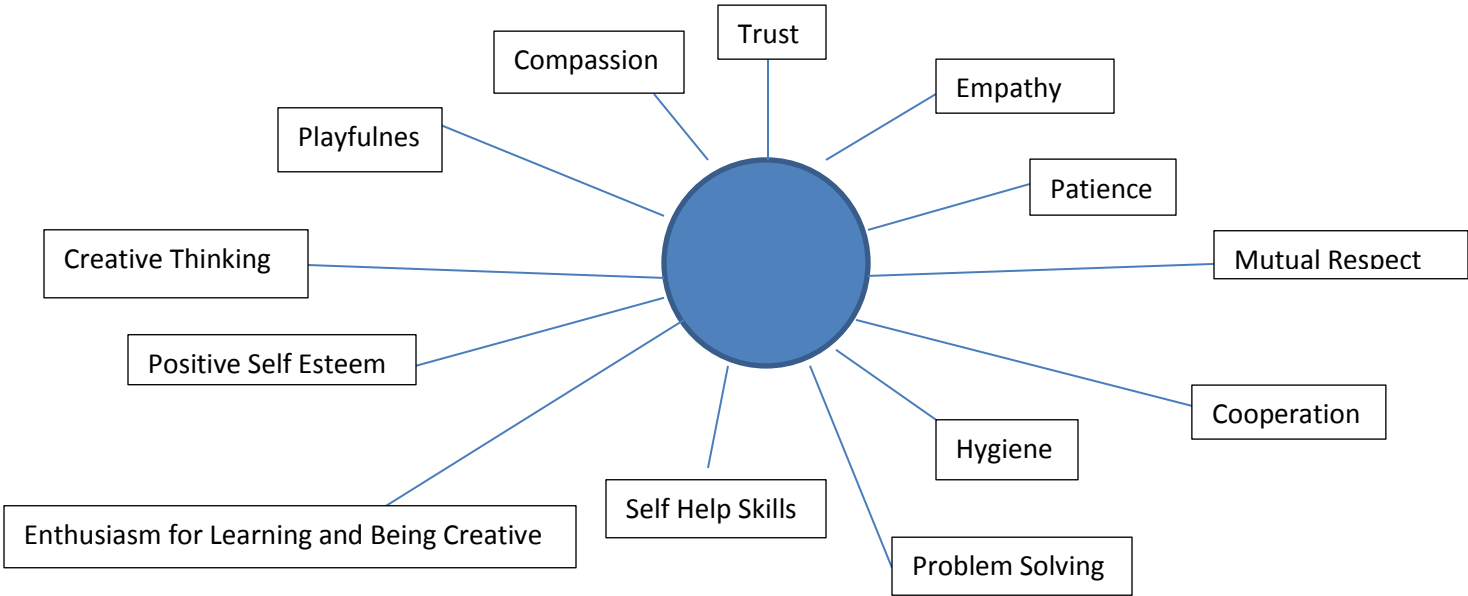 Trust
Compassion
Empathy
Playfulnes
Patience
Creative Thinking
Mutual Respect
Positive Self Esteem
Cooperation
Hygiene
Self Help Skills
Enthusiasm for Learning and Being Creative
Problem Solving